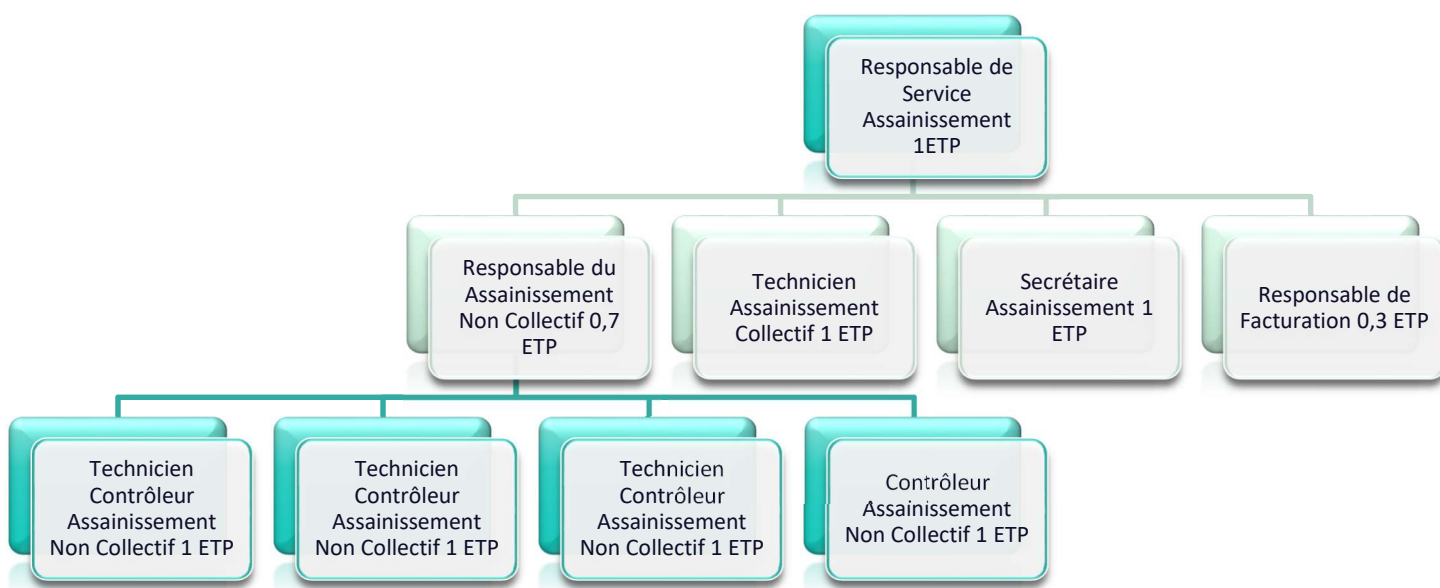 Responsable de
Service
Assainissement
1ETP
Responsable du
Assainissement
Non Collectif 0,7
ETP
Technicien
Assainissement
Collectif 1 ETP
Secrétaire
Assainissement 1
ETP
Responsable de
Facturation 0,3 ETP
Technicien
Contrôleur
Assainissement
Non Collectif 1 ETP
Technicien
Contrôleur
Assainissement
Non Collectif 1 ETP
Technicien
Contrôleur
Assainissement
Non Collectif 1 ETP
Contrôleur
Assainissement
Non Collectif 1 ETP